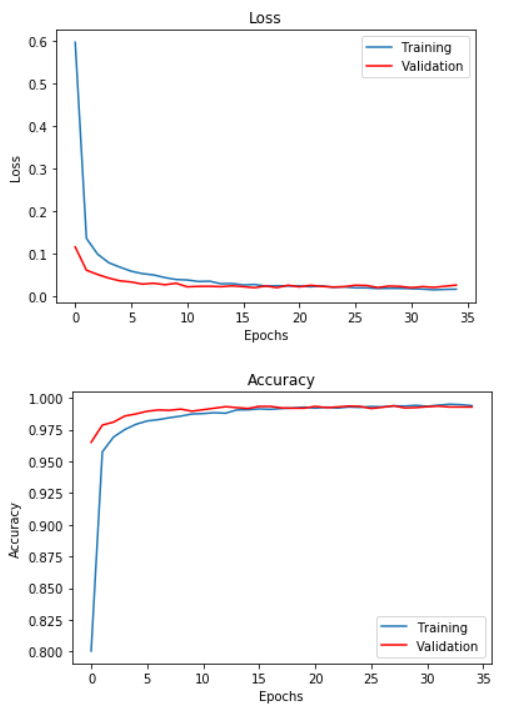 Loss
Training
Validation
0.6
0.5
0.4
0.3
0.2
0.1
0.0
Loss
0 5 10 15 20 25 30 35
Epochs
Accuracy
1.000
0.975
0.950
0.925
0.900
0.875
0.850
0.825
0.800
Accuracy
Training
Validation
0 5 10 15 20 25 30 35
Epochs